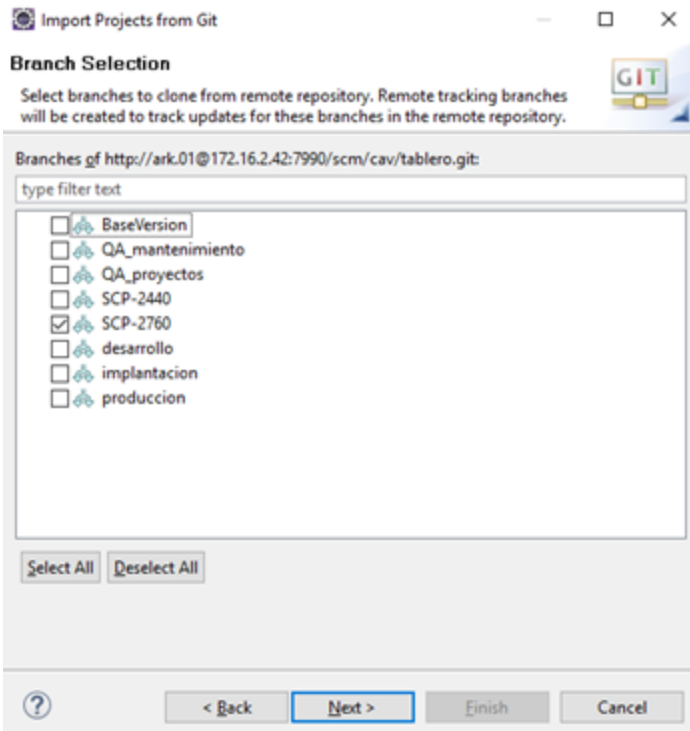 Import Projects from Git
Branch Selection
Select branches to clone from remote repository. Remote tracking branches
will be created to track updates for these branches in the remote repository.
GIT
Branches of http://ark.01@172.16.2.42:7990/scm/cav/tablero.git:
type filter text
BaseVersion
QA_mantenimiento
QA_proyectos
SCP-2440
SCP-2760
desarrollo
implantacion
produccion
Select All Deselect All
? < Back Next > Finish Cancel